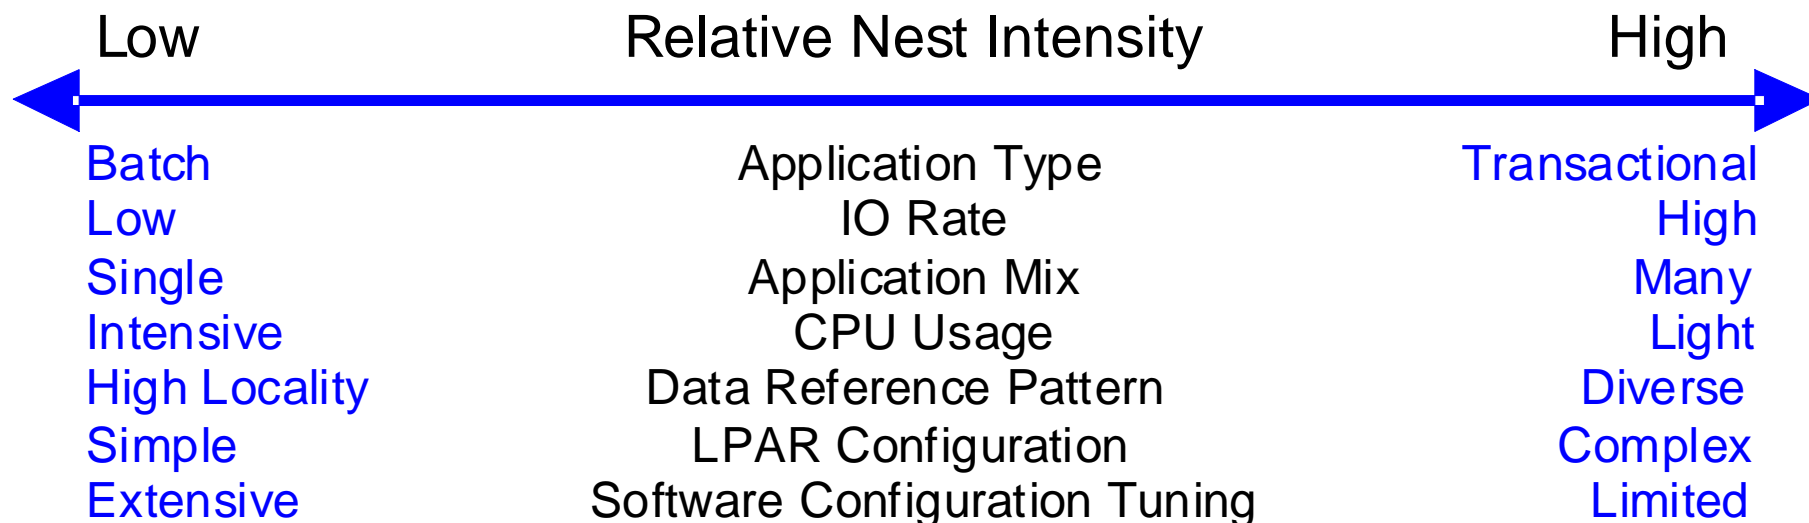 Low Relative Nest Intensity High
Batch Application Type Transactional
Low IO Rate High
Single Application Mix Many
Intensive CPU Usage Light
High Locality Data Reference Pattern Diverse
Simple LPAR Configuration Complex
Extensive Software Configuration Tuning Limited